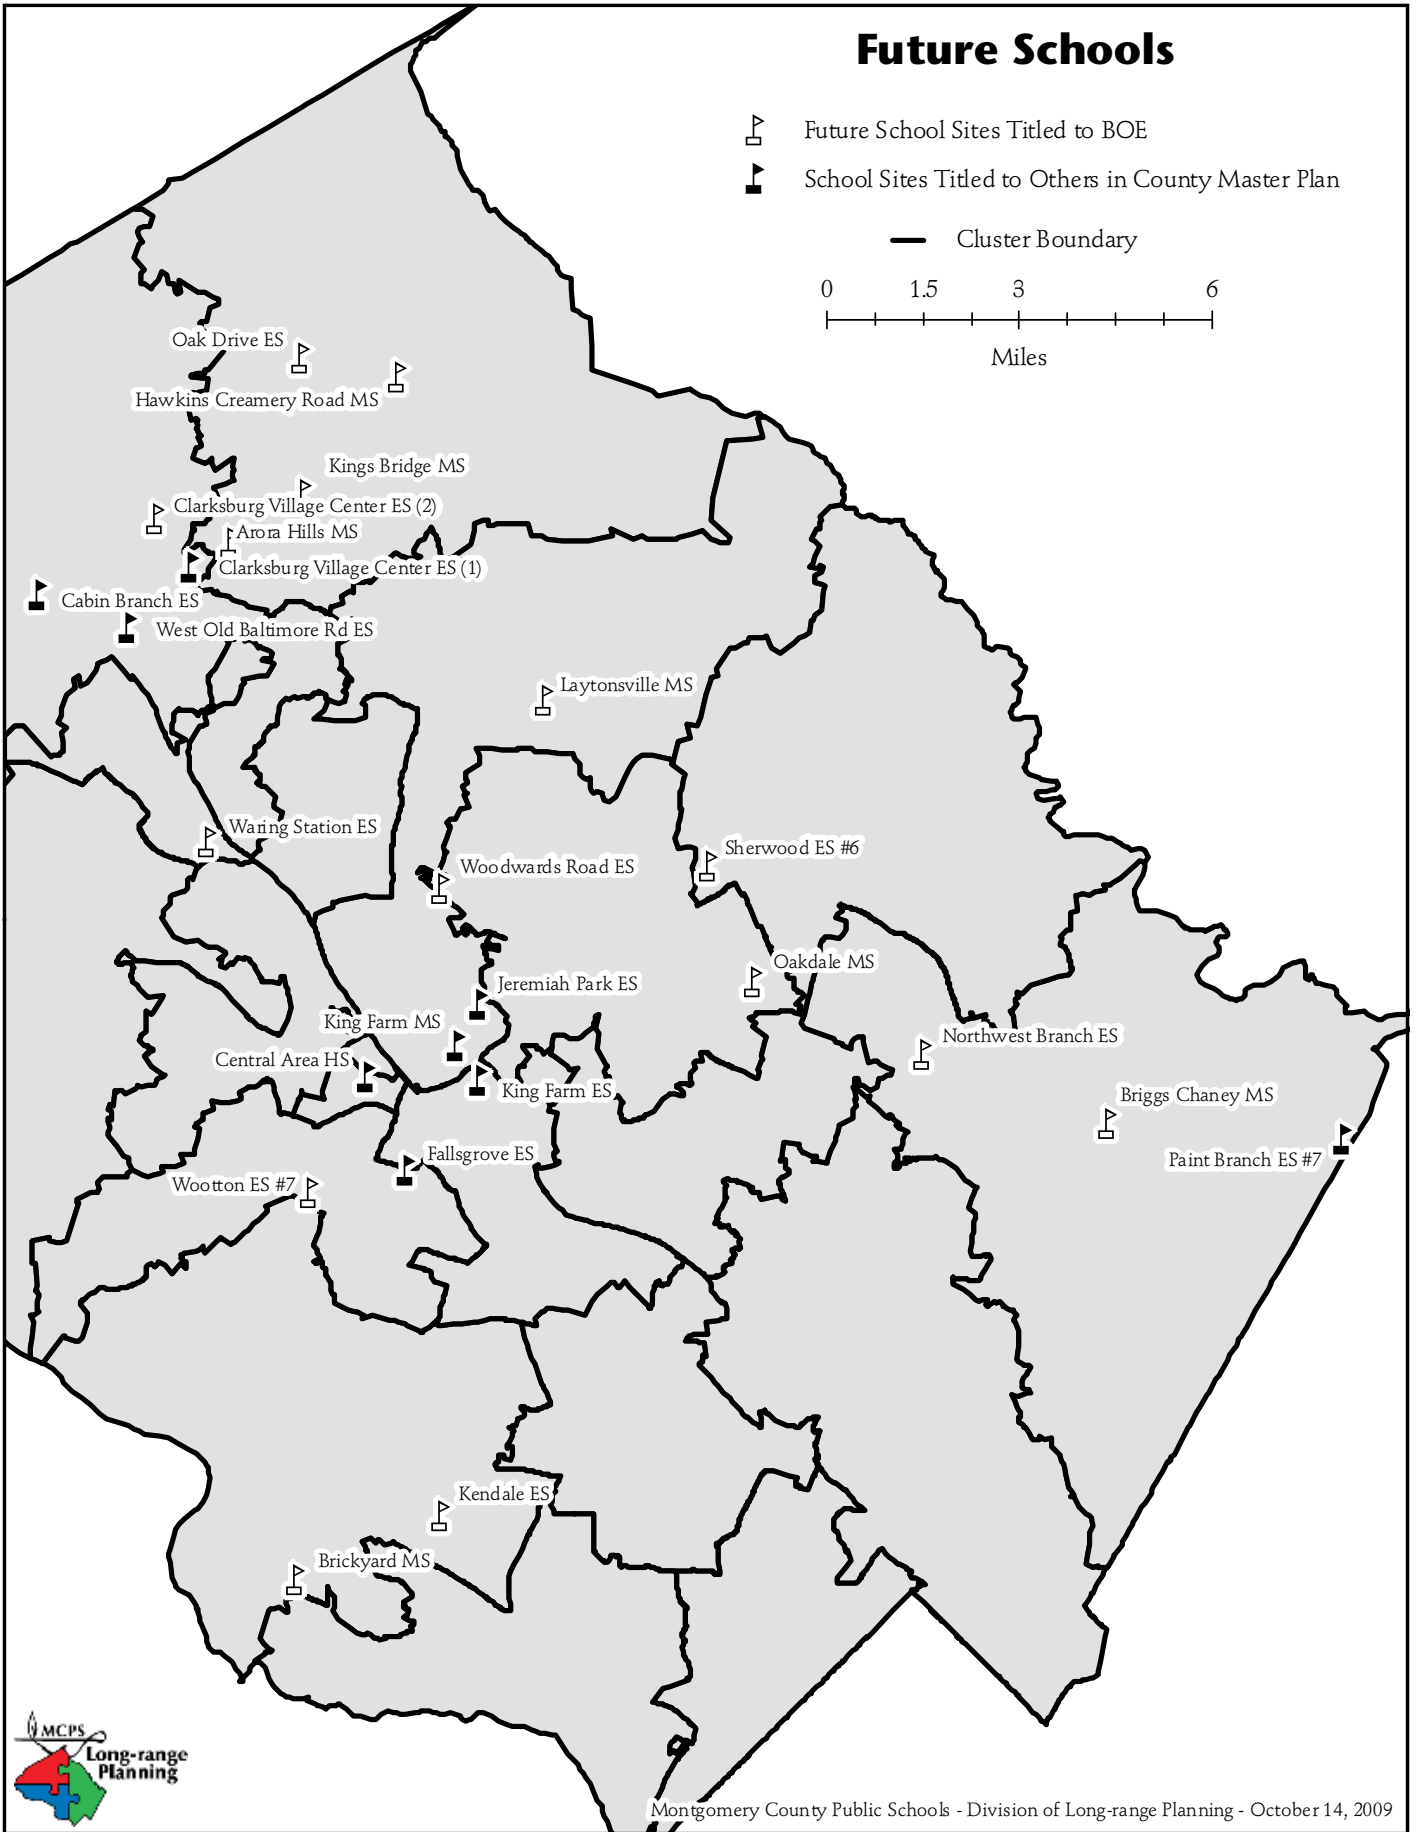 Future Schools
Future School Sites Titled to BOE
School Sites Titled to Others in County Master Plan
Cluster Boundary
0 1.5 3 6
Miles
Oak Drive ES
Hawkins Creamery Road MS
Kings Bridge MS
Clarksburg Village Center ES (2)
Arora Hills MS
Clarksburg Village Center ES (1)
Cabin Branch ES
West Old Baltimore Rd ES
Laytonsville MS
Waring Station ES
Sherwood ES #6
Woodwards Road ES
Oakdale MS
Jeremiah Park ES
King Farm MS
Northwest Branch ES
Central Area HS
King Farm ES
Briggs Chaney MS
Fallsgrove ES
Paint Branch ES #7
Wootton ES #7
Kendale ES
Brickyard MS
MCPS
Long-range
Planning
Montgomery County Public Schools - Division of Long-range Planning - October 14, 2009